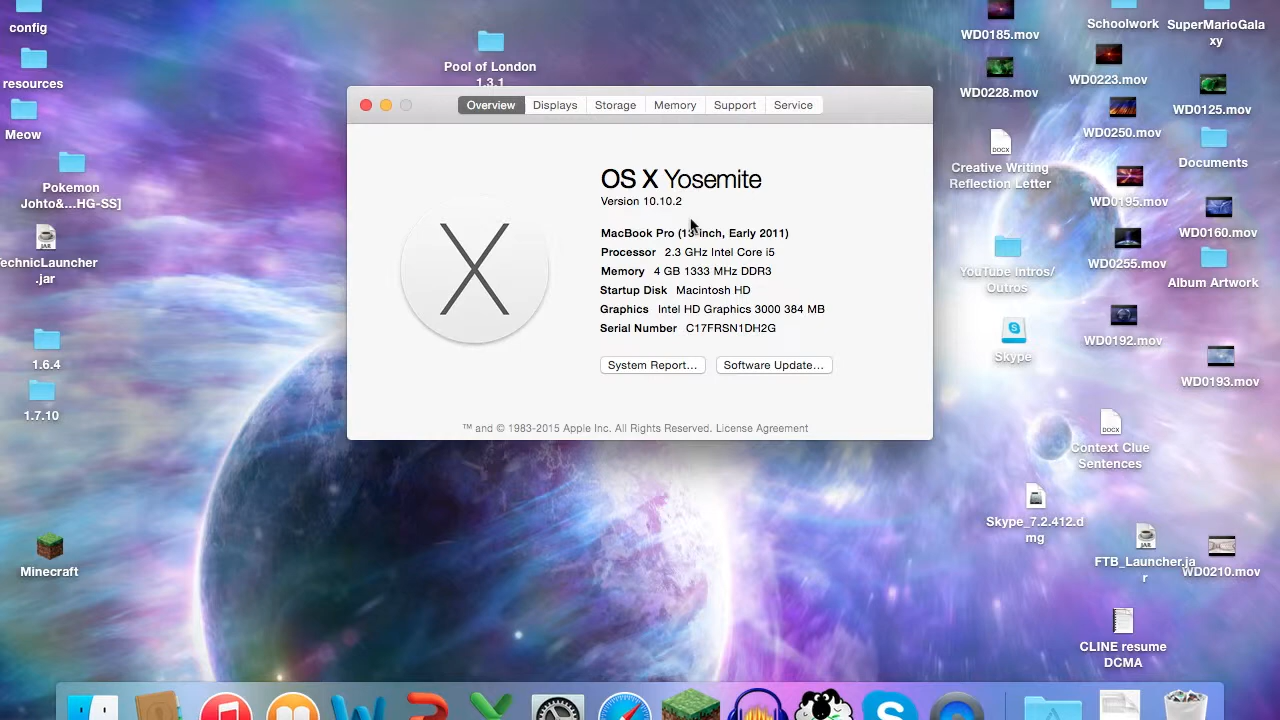 config
resources
Meow
Pokemon
Johto&...HG-SS]
JAR
TechnicLauncher
.jar
1.6.4
1.7.10
Minecraft
Pool of London
1.3.1
Overview
Displays
Storage
Memory
Support
Service
OS X Yosemite
Version 10.10.2
MacBook Pro (13-inch, Early 2011)
Processor 2.3 GHz Intel Core i5
Memory 4 GB 1333 MHz DDR3
Startup Disk Macintosh HD
Graphics Intel HD Graphics 3000 384 MB
Serial Number C17FRSN1DH2G
System Report...
Software Update...
™ and © 1983-2015 Apple Inc. All Rights Reserved. License Agreement
WD0185.mov
Schoolwork
SuperMarioGala
xy
WD0223.mov
WD0228.mov
WD0125.mov
WD0250.mov
DOCX
Creative Writing
Reflection Letter
Documents
WD0195.mov
WD0160.mov
WD0255.mov
YouTube Intros/
Outros
Album Artwork
Skype
WD0192.mov
WD0193.mov
DOCX
Context Clue
Sentences
Skype_7.2.412.d
mg
JAR
FTB_Launcher.ja
r
WD0210.mov
CLINE resume
DCMA